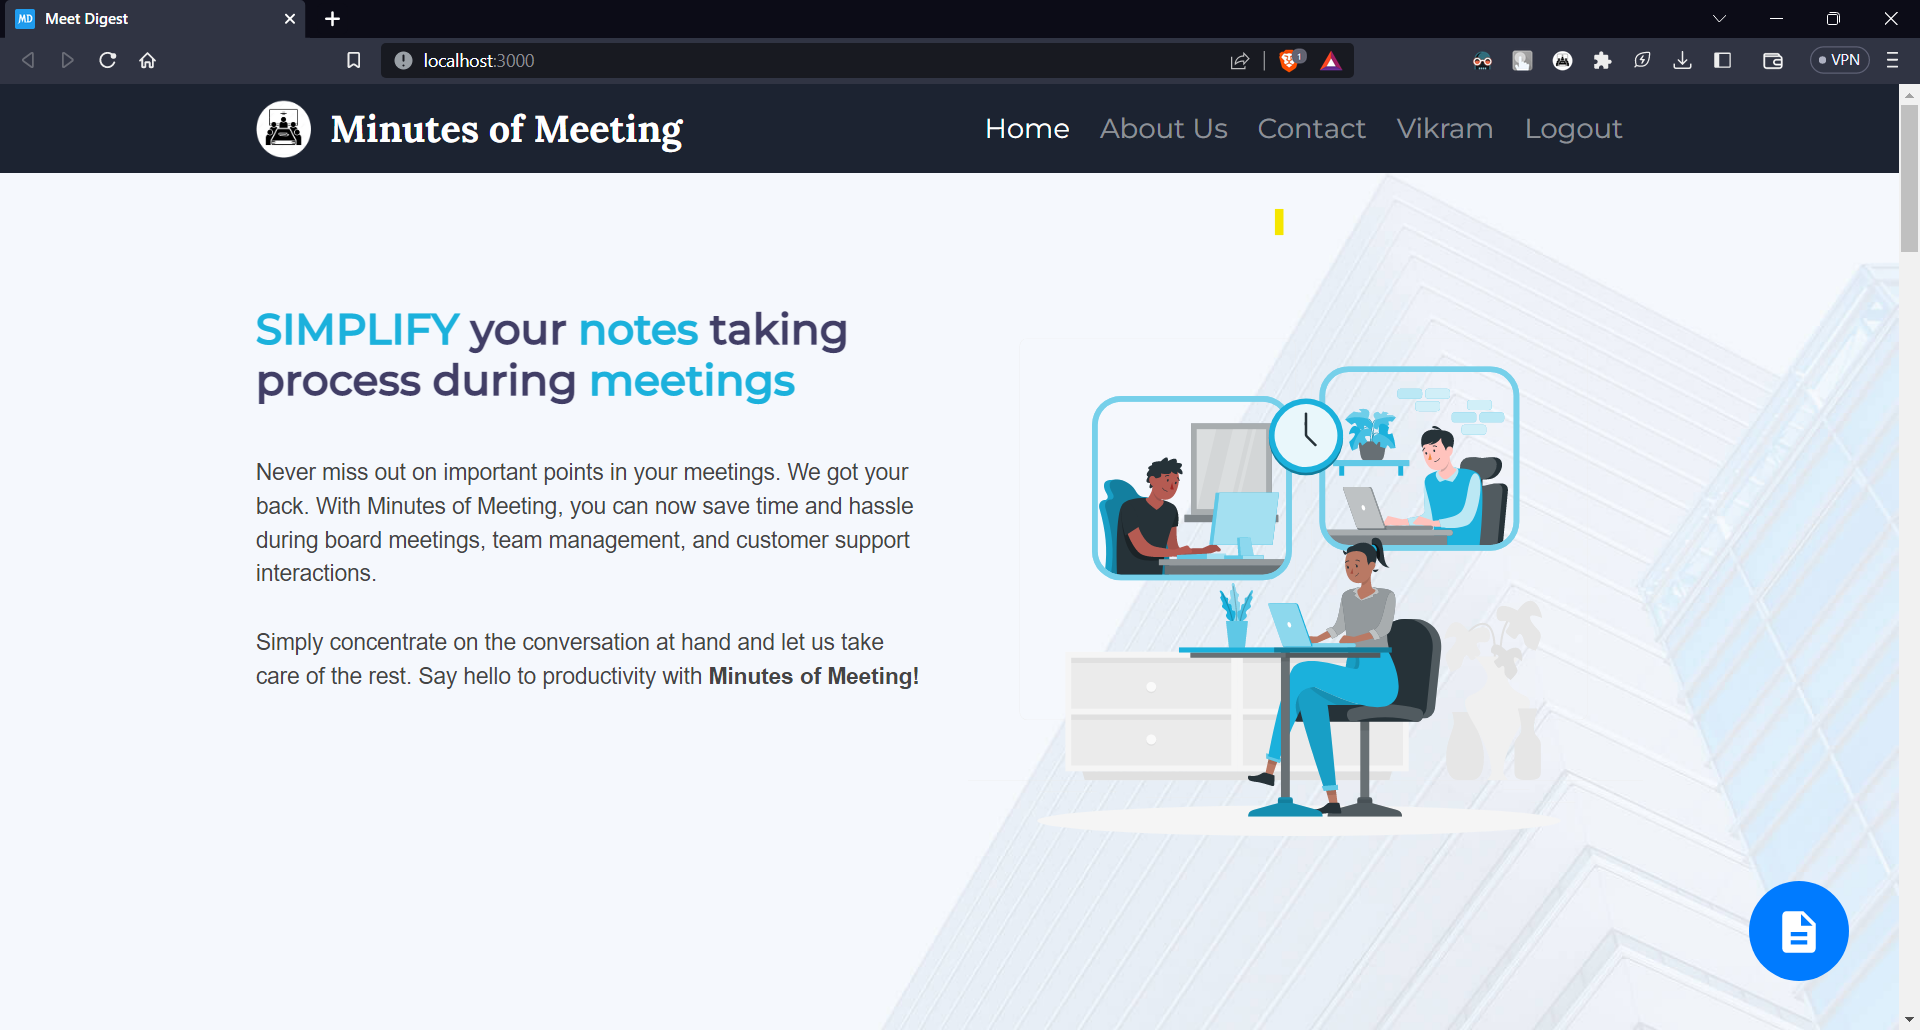 MD Meet Digest
localhost:3000
1
VPN
Minutes of Meeting
Home About Us Contact Vikram Logout
SIMPLIFY your notes taking
process during meetings
Never miss out on important points in your meetings. We got your
back. With Minutes of Meeting, you can now save time and hassle
during board meetings, team management, and customer support
interactions.
Simply concentrate on the conversation at hand and let us take
care of the rest. Say hello to productivity with Minutes of Meeting!